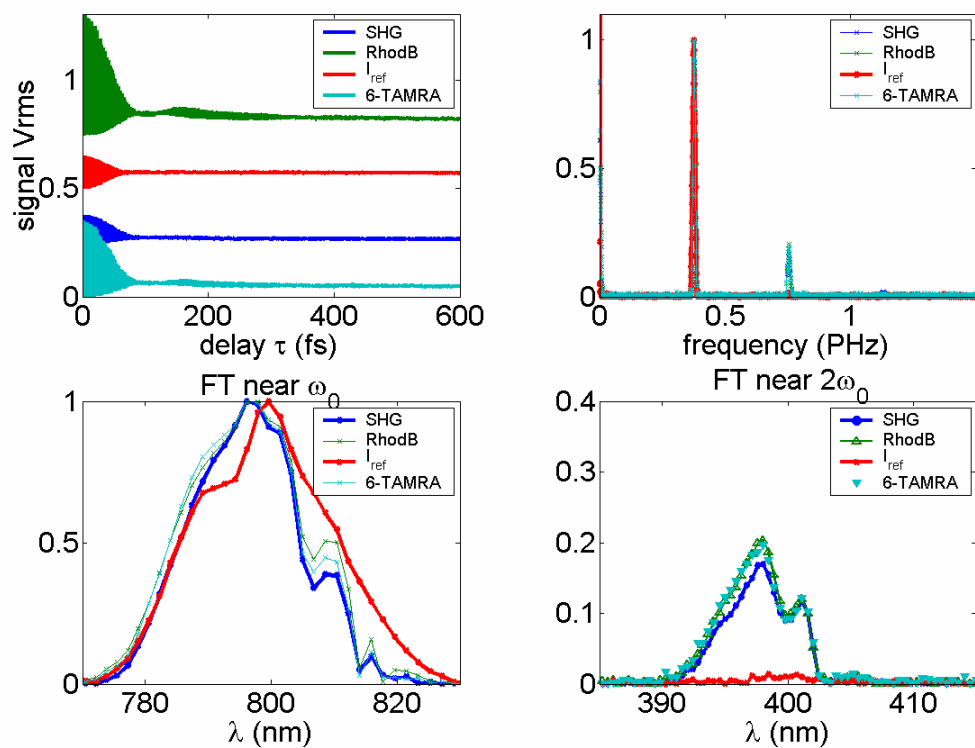 signal Vrms
1
0.5
0
0
200
400
600
delay τ (fs)
SHG
RhodB
I_ref
6-TAMRA
1
0.5
0
0
0.5
1
frequency (PHz)
SHG
RhodB
I_ref
6-TAMRA
FT near ω_0
1
0.5
0
780
800
820
λ (nm)
SHG
RhodB
I_ref
6-TAMRA
FT near 2ω_0
0.4
0.3
0.2
0.1
0
390
400
410
λ (nm)
SHG
RhodB
I_ref
6-TAMRA